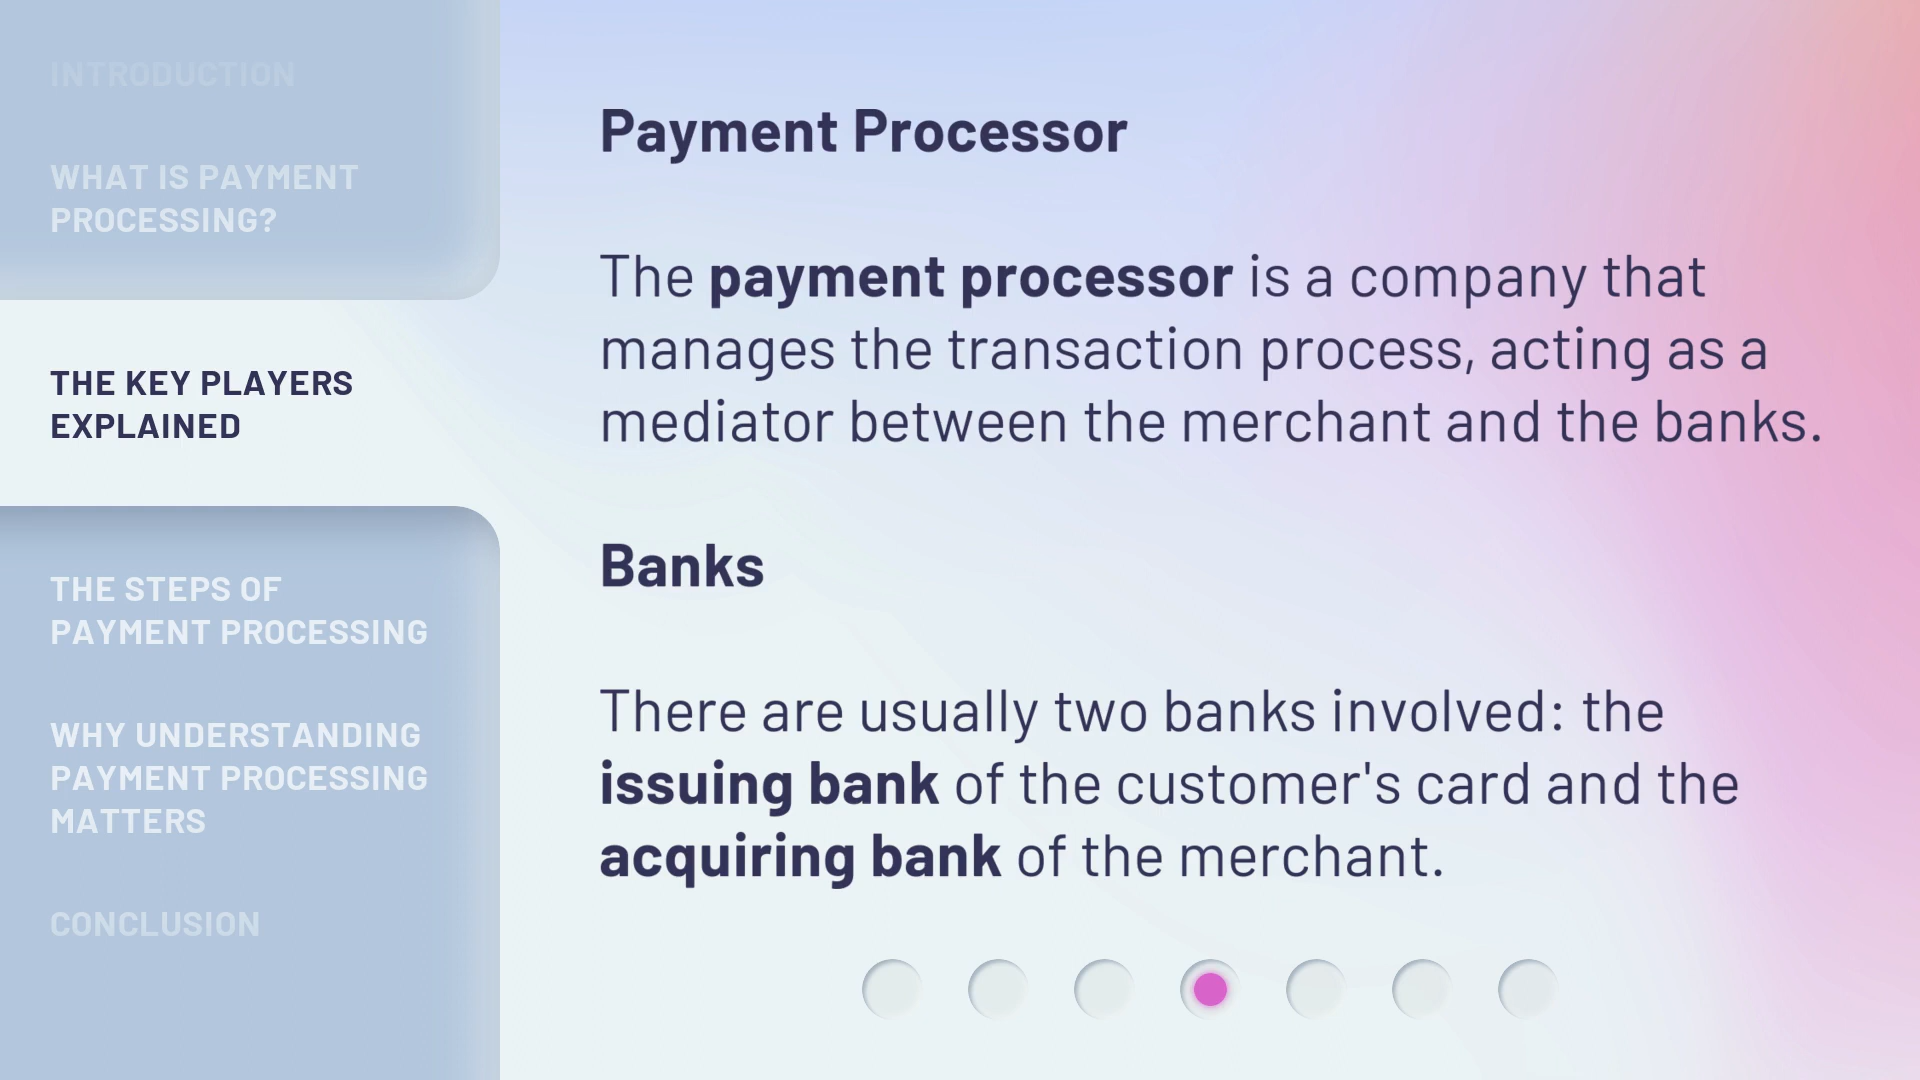 INTRODUCTION
WHAT IS PAYMENT
PROCESSING?
THE KEY PLAYERS
EXPLAINED
THE STEPS OF
PAYMENT PROCESSING
WHY UNDERSTANDING
PAYMENT PROCESSING
MATTERS
CONCLUSION
Payment Processor
The payment processor is a company that
manages the transaction process, acting as a
mediator between the merchant and the banks.
Banks
There are usually two banks involved: the
issuing bank of the customer's card and the
acquiring bank of the merchant.